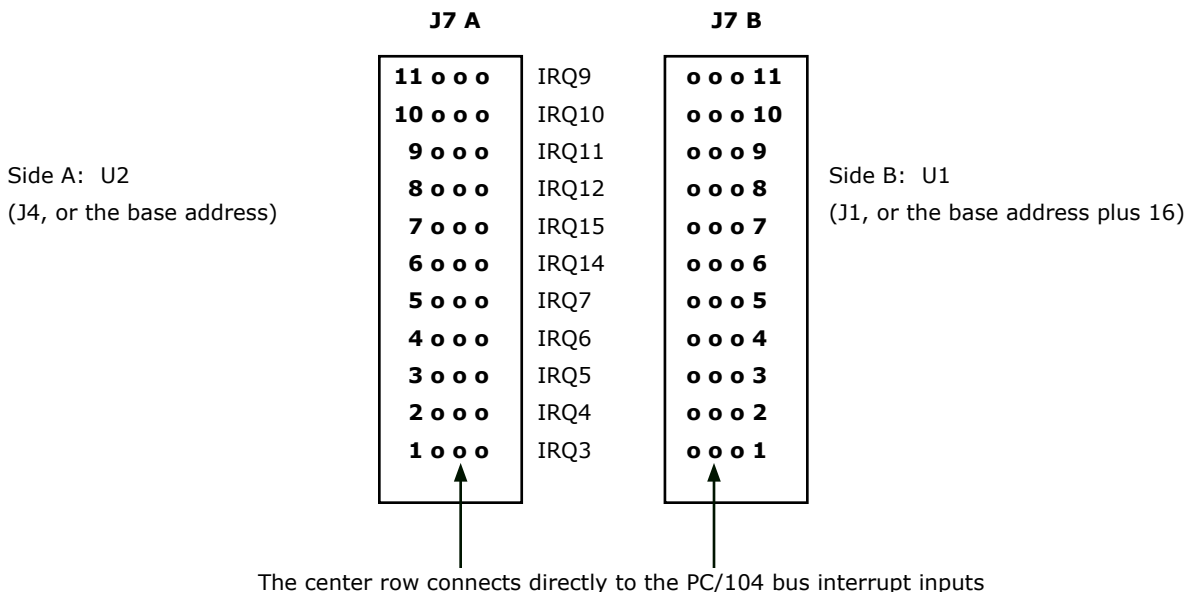 J7 A J7 B
11 o o o IRQ9 o o o 11
10 o o o IRQ10 o o o 10
9 o o o IRQ11 o o o 9
8 o o o IRQ12 o o o 8
7 o o o IRQ15 o o o 7
6 o o o IRQ14 o o o 6
5 o o o IRQ7 o o o 5
4 o o o IRQ6 o o o 4
3 o o o IRQ5 o o o 3
2 o o o IRQ4 o o o 2
1 o o o IRQ3 o o o 1
Side A: U2
(J4, or the base address)
Side B: U1
(J1, or the base address plus 16)
The center row connects directly to the PC/104 bus interrupt inputs